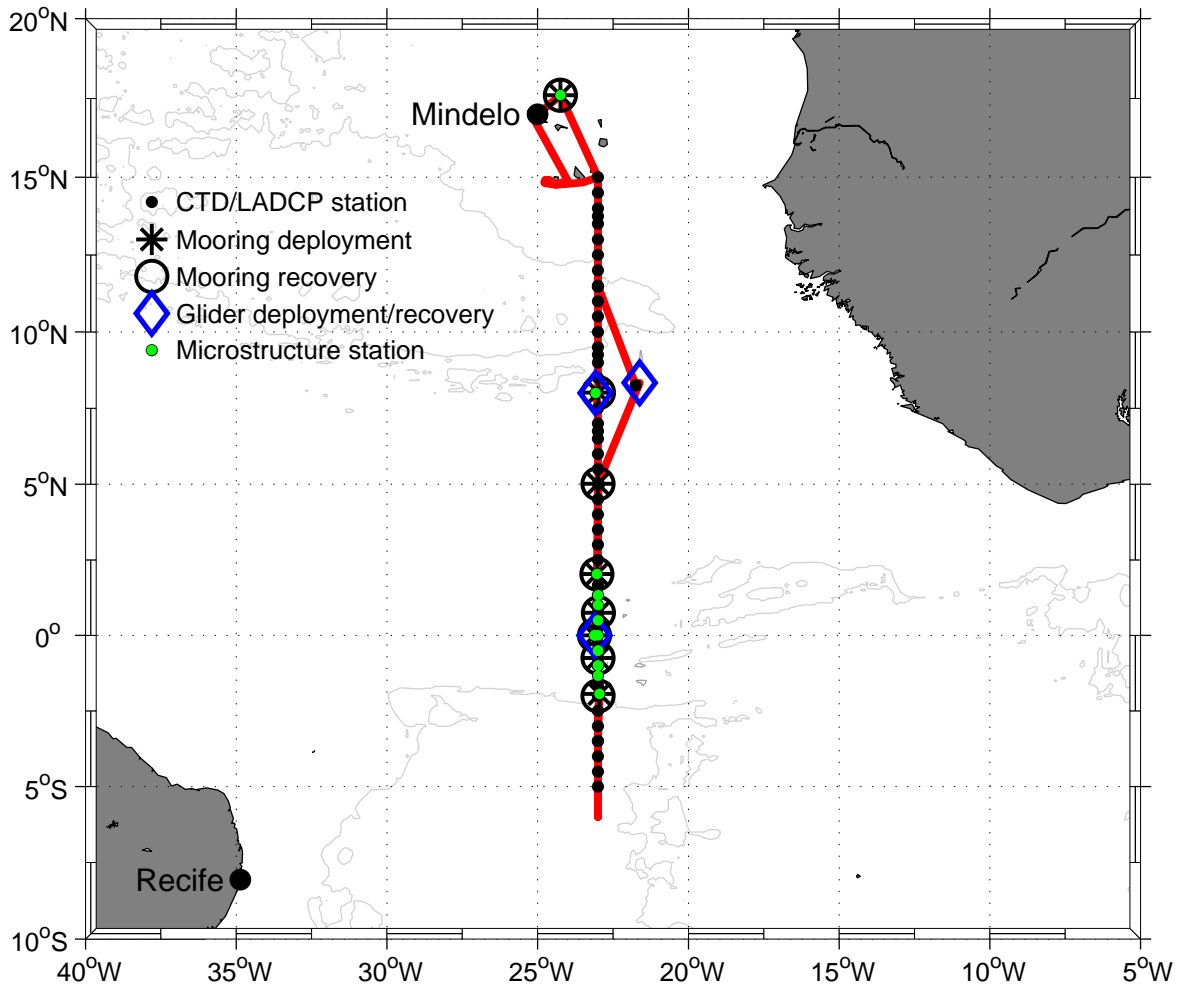 20°N
Mindelo
15°N
CTD/LADCP station
Mooring deployment
Mooring recovery
10°N
Glider deployment/recovery
Microstructure station
5°N
0°
5°S
Recife
10°S
40°W 35°W 30°W 25°W 20°W 15°W 10°W 5°W